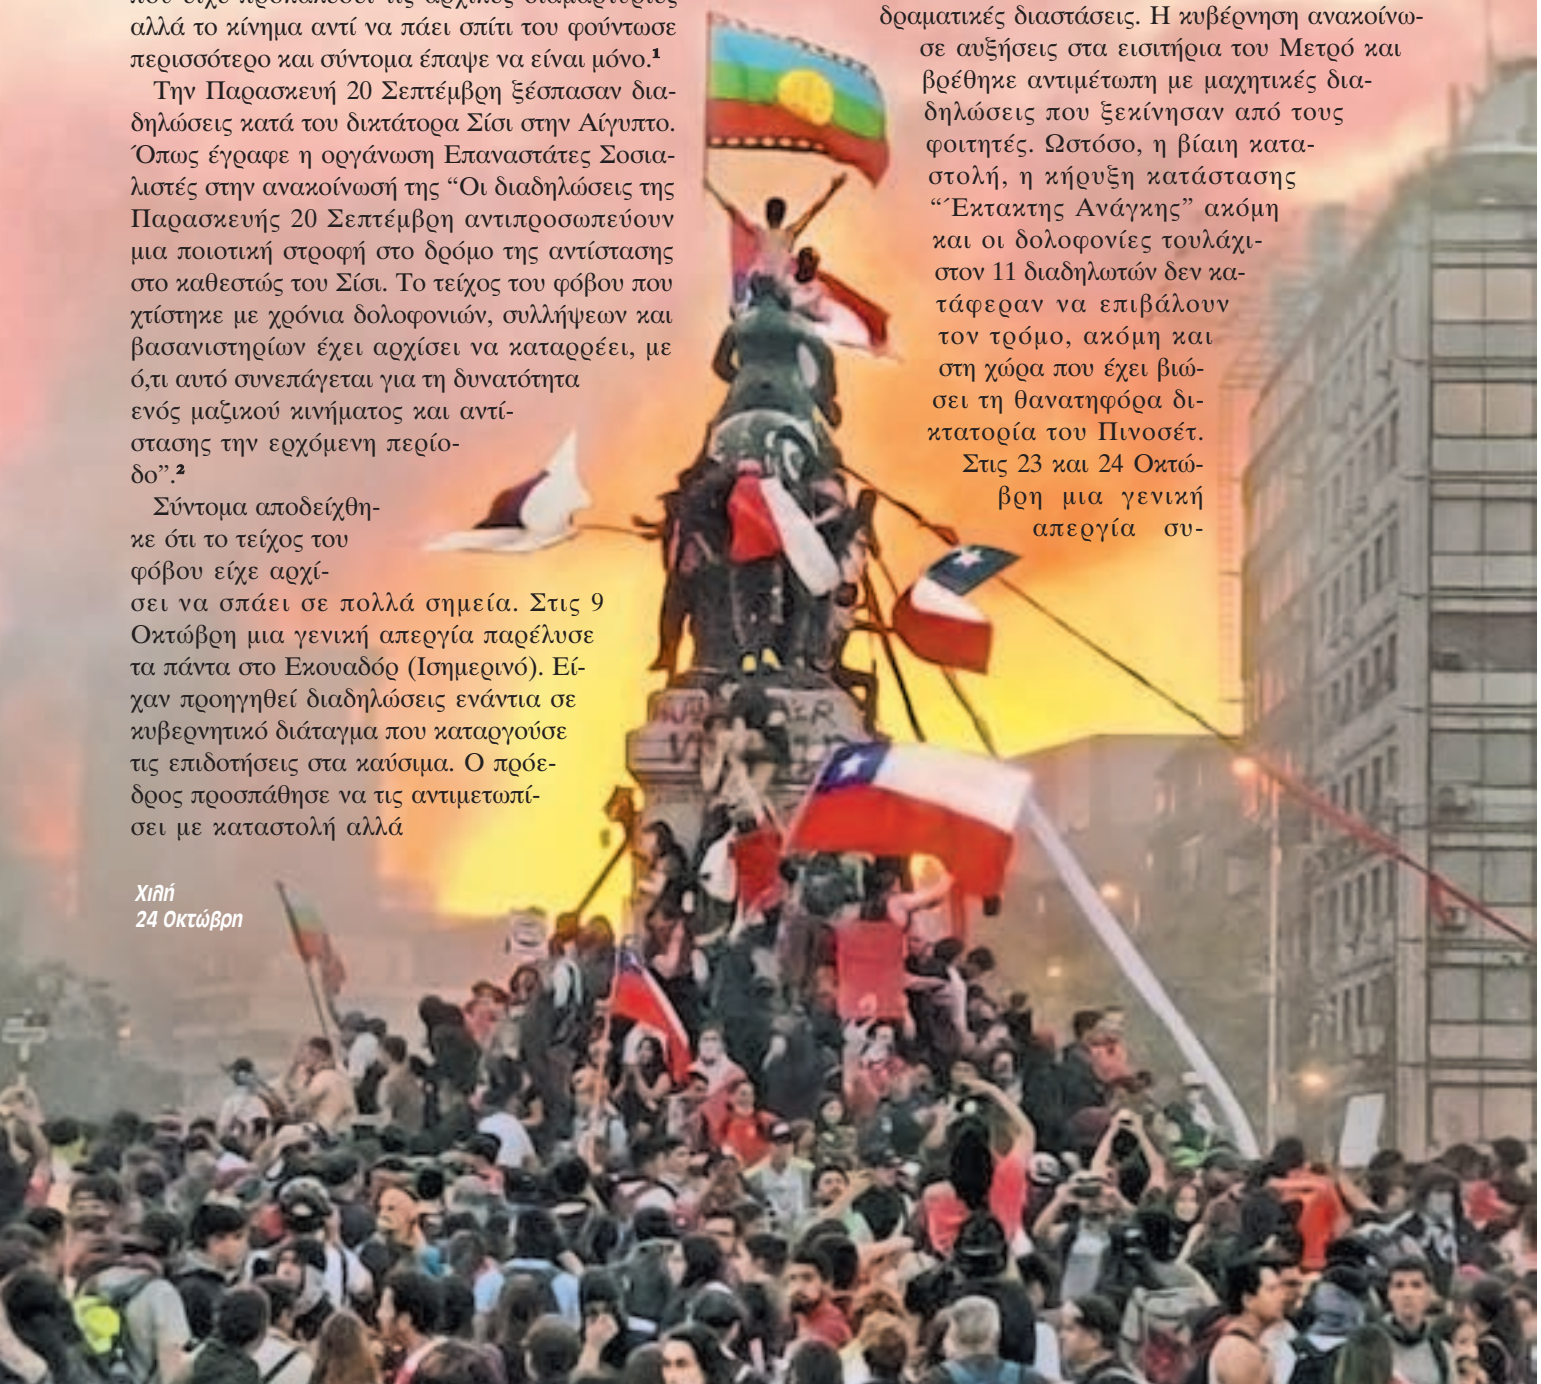 που είχε προκαλέσει τις αρχικές διαμαρτυρίες
αλλά το κίνημα αντί να πάει σπίτι του φούντωσε
περισσότερο και σύντομα έπαψε να είναι μόνο.¹
Την Παρασκευή 20 Σεπτέμβρη ξέσπασαν δια-
δηλώσεις κατά του δικτάτορα Σίσι στην Αίγυπτο.
Όπως έγραφε η οργάνωση Επαναστάτες Σοσια-
λιστές στην ανακοίνωσή της “Οι διαδηλώσεις της
Παρασκευής 20 Σεπτέμβρη αντιπροσωπεύουν
μια ποιοτική στροφή στο δρόμο της αντίστασης
στο καθεστώς του Σίσι. Το τείχος του φόβου που
χτίστηκε με χρόνια δολοφονιών, συλλήψεων και
βασανιστηρίων έχει αρχίσει να καταρρέει, με
ό,τι αυτό συνεπάγεται για τη δυνατότητα
ενός μαζικού κινήματος και αντί-
στασης την ερχόμενη περίο-
δο”.²
Σύντομα αποδείχθη-
κε ότι το τείχος του
φόβου είχε αρχί-
σει να σπάει σε πολλά σημεία. Στις 9
Οκτώβρη μια γενική απεργία παρέλυσε
τα πάντα στο Εκουαδόρ (Ισημερινό). Εί-
χαν προηγηθεί διαδηλώσεις ενάντια σε
κυβερνητικό διάταγμα που καταργούσε
τις επιδοτήσεις στα καύσιμα. Ο πρόε-
δρος προσπάθησε να τις αντιμετωπί-
σει με καταστολή αλλά
δραματικές διαστάσεις. Η κυβέρνηση ανακοίνω-
σε αυξήσεις στα εισιτήρια του Μετρό και
βρέθηκε αντιμέτωπη με μαχητικές δια-
δηλώσεις που ξεκίνησαν από τους
φοιτητές. Ωστόσο, η βίαιη κατα-
στολή, η κήρυξη κατάστασης
“Έκτακτης Ανάγκης” ακόμη
και οι δολοφονίες τουλάχι-
στον 11 διαδηλωτών δεν κα-
τάφεραν να επιβάλουν
τον τρόμο, ακόμη και
στη χώρα που έχει βιώ-
σει τη θανατηφόρα δι-
κτατορία του Πινοσέτ.
Στις 23 και 24 Οκτώ-
βρη μια γενική
απεργία συ-
Χιλή
24 Οκτώβρη